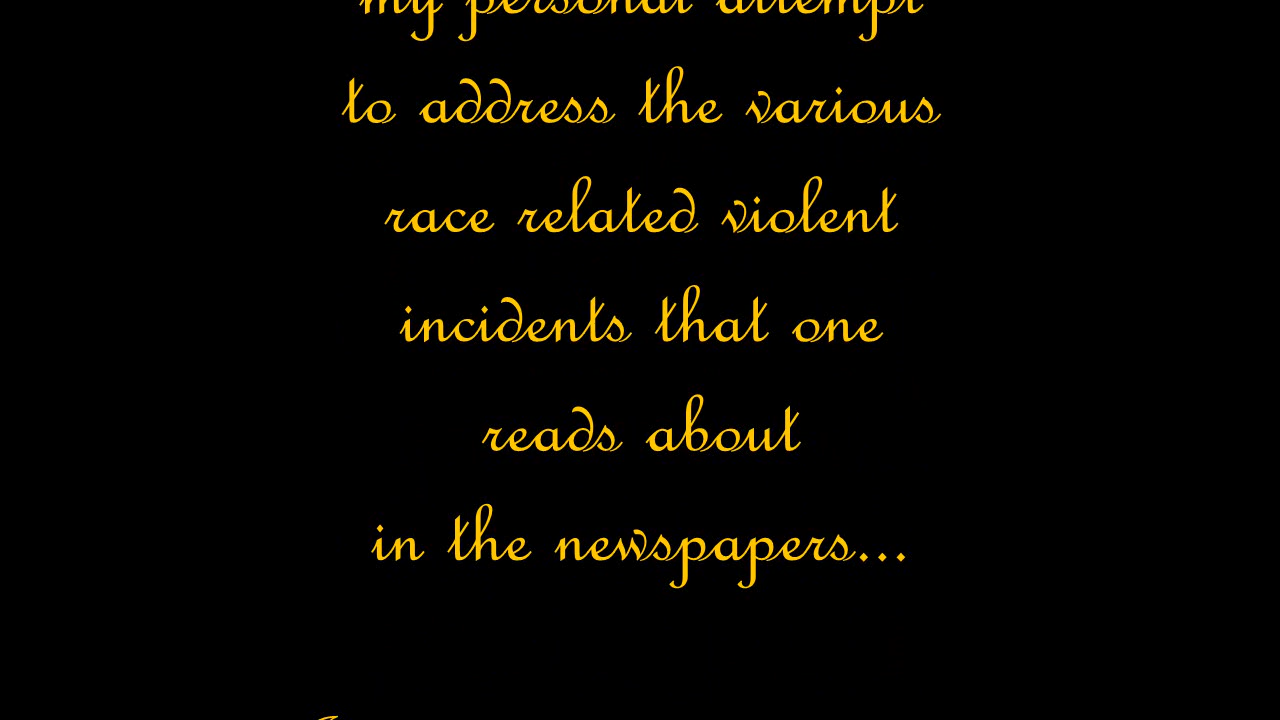 my personal attempt
to address the various
race related violent
incidents that one
reads about
in the newspapers...